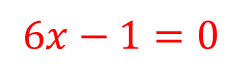 6𝑥 − 1 = 0